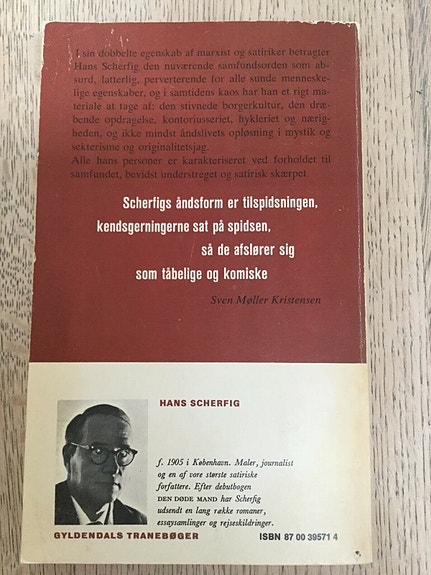 I sin dobbelte egenskab af marxist og satiriker betragter
Hans Scherfig den nuværende samfundsorden som ab-
surd, latterlig, perverterende for alle sunde menneske-
lige egenskaber, og i samtidens kaos har han et rigt ma-
teriale at tage af: den stivnede borgerkultur, den dræ-
bende opdragelse, kontoriusseriet, hykleriet og nærig-
heden, og ikke mindst åndslivets opløsning i mystik og
sekterisme og originalitetsjag.
Alle hans personer er karakteriseret ved forholdet til
samfundet, bevidst understreget og satirisk skærpet.
Scherfigs åndsform er tilspidsningen,
kendsgerningerne sat på spidsen,
så de afslører sig
som tåbelige og komiske
Sven Møller Kristensen
HANS SCHERFIG
f. 1905 i København. Maler, journalist
og en af vore største satiriske
forfattere. Efter debutbogen
DEN DØDE MAND har Scherfig
udsendt en lang række romaner,
essaysamlinger og rejseskildringer.
GYLDENDALS TRANEBØGER
ISBN 87 00 39571 4